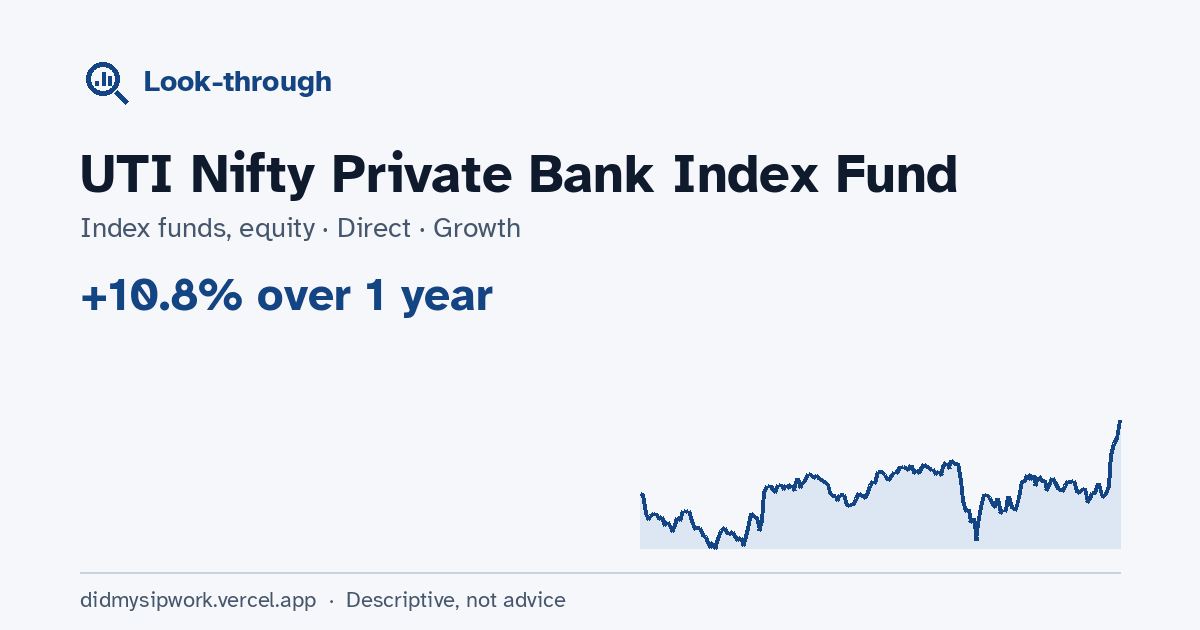 Look-through
UTI Nifty Private Bank Index Fund
Index funds, equity · Direct · Growth
+10.8% over 1 year
didmysipwork.vercel.app · Descriptive, not advice